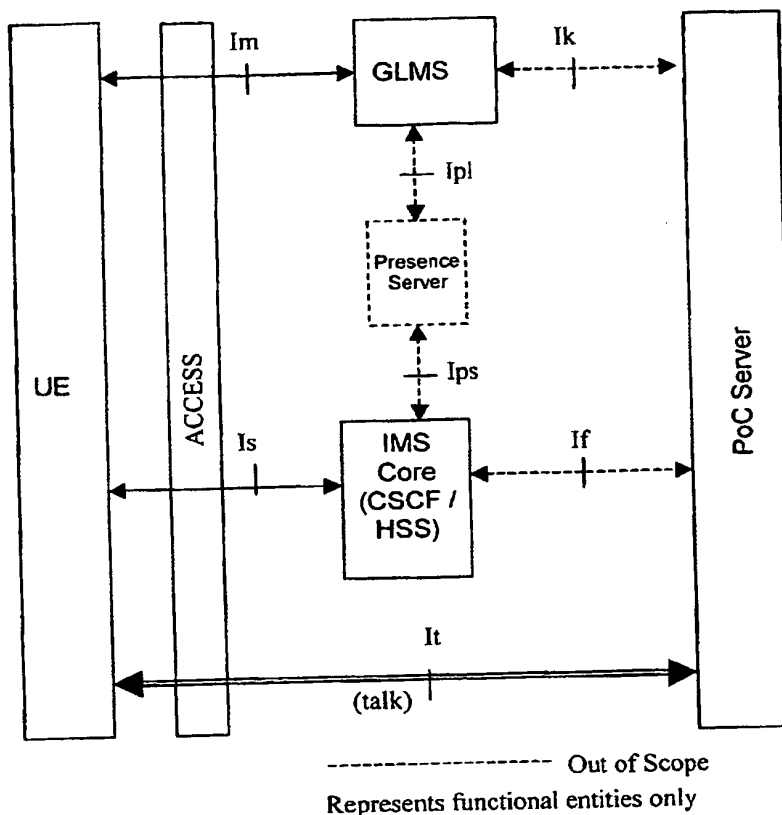 Im
Ik
GLMS
Ipl
Presence
Server
Ips
UE
ACCESS
PoC Server
Is
IMS
Core
(CSCF /
HSS)
If
It
(talk)
Out of Scope
Represents functional entities only